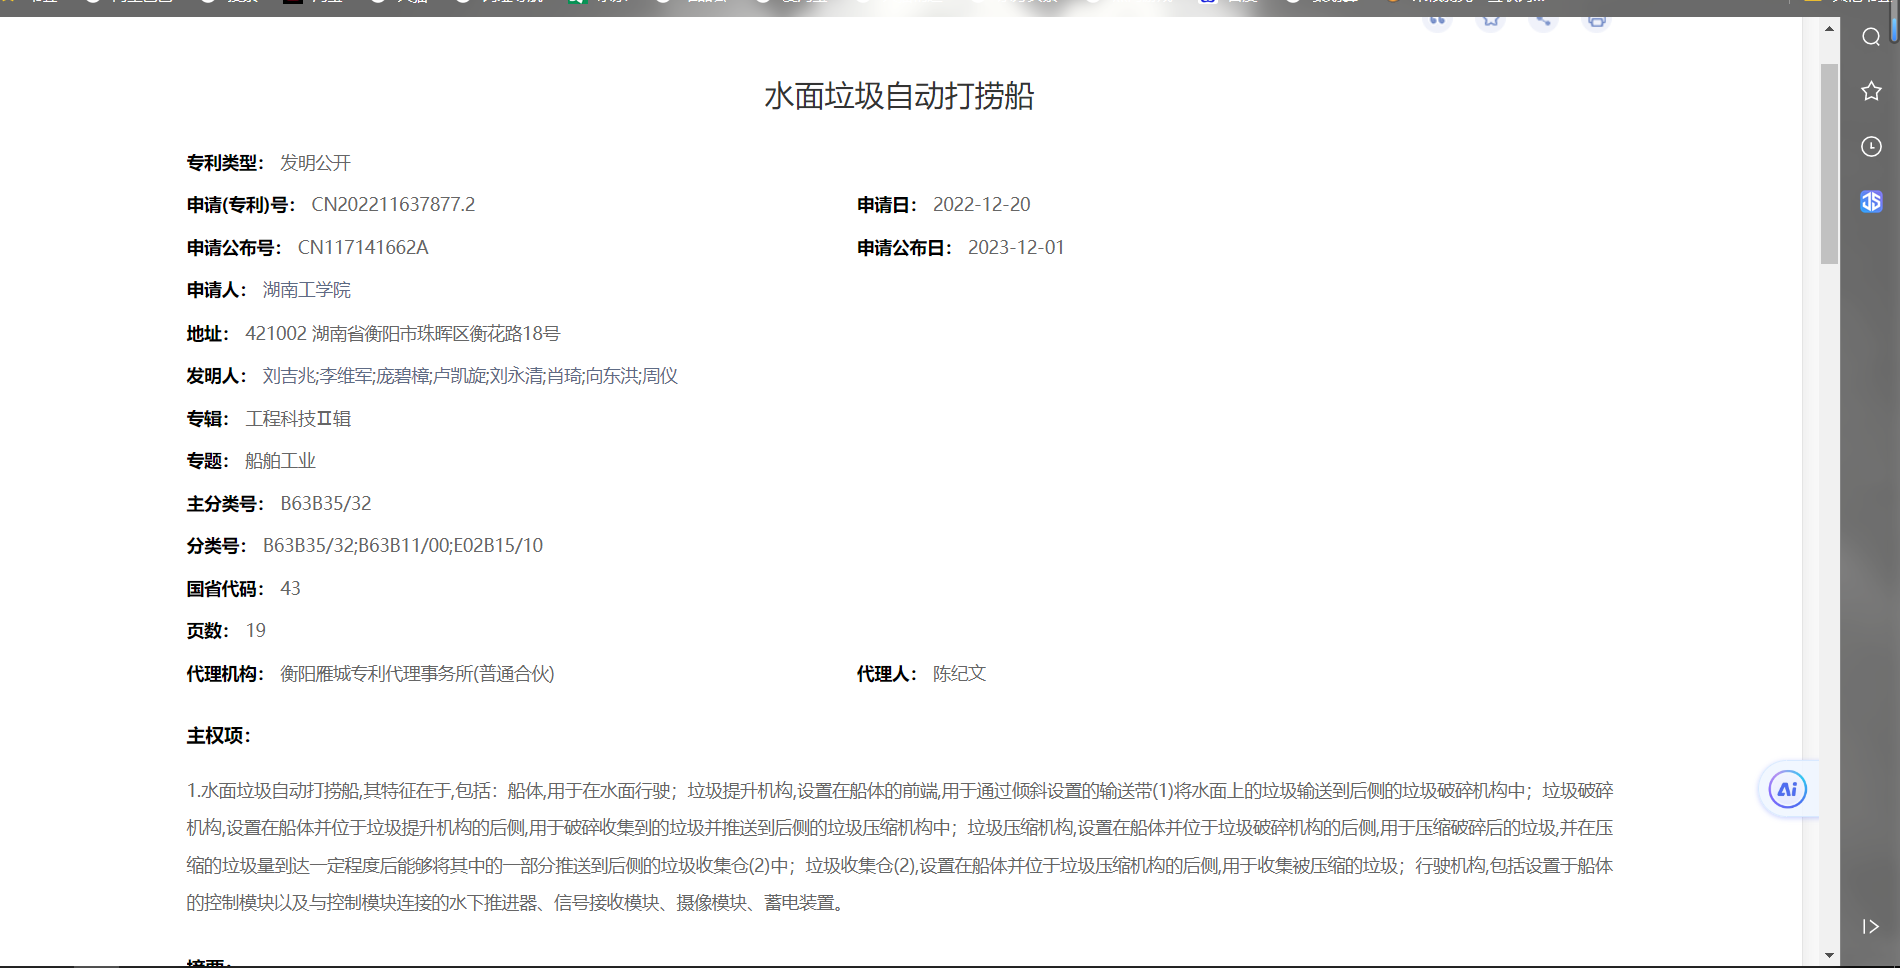 水面垃圾自动打捞船
专利类型： 发明公开
申请(专利)号： CN202211637877.2 申请日： 2022-12-20
申请公布号： CN117141662A 申请公布日： 2023-12-01
申请人： 湖南工学院
地址： 421002 湖南省衡阳市珠晖区衡花路18号
发明人： 刘吉兆;李维军;庞碧樟;卢凯旋;刘永清;肖琦;向东洪;周仪
专辑： 工程科技Ⅱ辑
专题： 船舶工业
主分类号： B63B35/32
分类号： B63B35/32;B63B11/00;E02B15/10
国省代码： 43
页数： 19
代理机构： 衡阳雁城专利代理事务所(普通合伙) 代理人： 陈纪文
主权项：
1.水面垃圾自动打捞船,其特征在于,包括：船体,用于在水面行驶；垃圾提升机构,设置在船体的前端,用于通过倾斜设置的输送带(1)将水面上的垃圾输送到后侧的垃圾破碎机构中；垃圾破碎
机构,设置在船体并位于垃圾提升机构的后侧,用于破碎收集到的垃圾并推送到后侧的垃圾压缩机构中；垃圾压缩机构,设置在船体并位于垃圾破碎机构的后侧,用于压缩破碎后的垃圾,并在压
缩的垃圾量到达一定程度后能够将其中的一部分推送到后侧的垃圾收集仓(2)中；垃圾收集仓(2),设置在船体并位于垃圾压缩机构的后侧,用于收集被压缩的垃圾；行驶机构,包括设置于船体
的控制模块以及与控制模块连接的水下推进器、信号接收模块、摄像模块、蓄电装置。
Ai